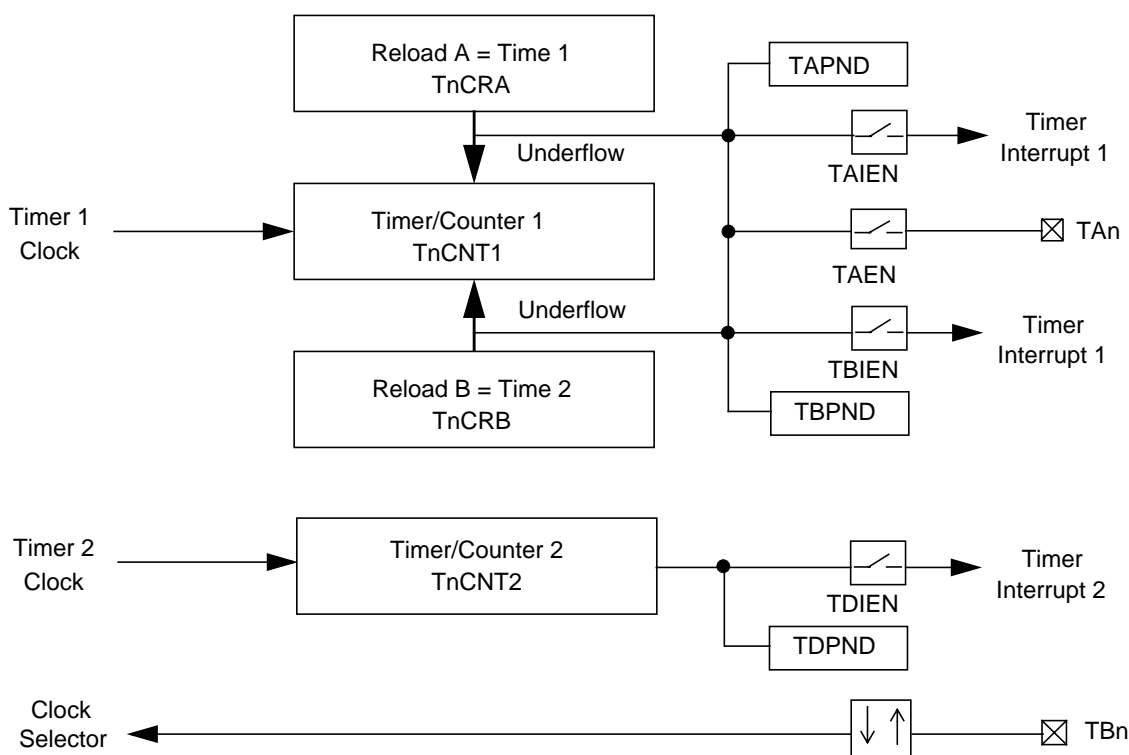 Reload A = Time 1
TnCRA
TAPND
Underflow
Timer
Interrupt 1
TAIEN
Timer 1
Clock
Timer/Counter 1
TnCNT1
TAn
TAEN
Underflow
Timer
Interrupt 1
TBIEN
Reload B = Time 2
TnCRB
TBPND
Timer 2
Clock
Timer/Counter 2
TnCNT2
Timer
Interrupt 2
TDIEN
TDPND
Clock
Selector
TBn